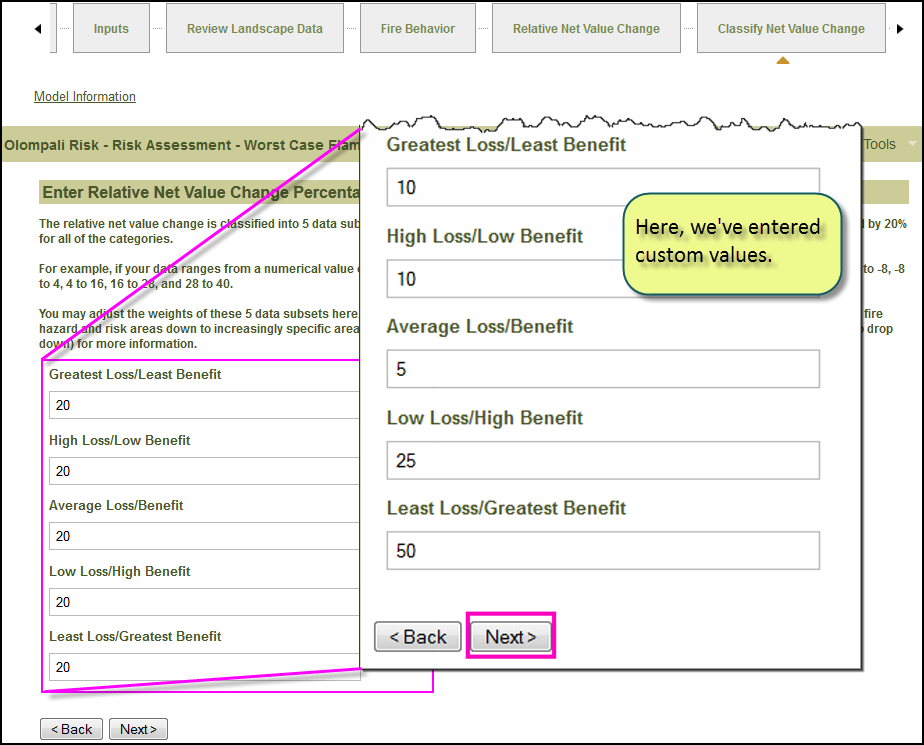 Inputs
Review Landscape Data
Fire Behavior
Relative Net Value Change
Classify Net Value Change
Model Information
Olompali Risk - Risk Assessment - Worst Case Flam
Tools
Enter Relative Net Value Change Percenta
The relative net value change is classified into 5 data sub
d by 20%
for all of the categories.
For example, if your data ranges from a numerical value
to -8, -8
to 4, 4 to 16, 16 to 28, and 28 to 40.
You may adjust the weights of these 5 data subsets here
fire
hazard and risk areas down to increasingly specific area
drop
down) for more information.
Greatest Loss/Least Benefit
20
High Loss/Low Benefit
20
Average Loss/Benefit
20
Low Loss/High Benefit
20
Least Loss/Greatest Benefit
20
< Back
Next >
Greatest Loss/Least Benefit
10
High Loss/Low Benefit
10
Average Loss/Benefit
5
Low Loss/High Benefit
25
Least Loss/Greatest Benefit
50
< Back
Next >
Here, we've entered
custom values.